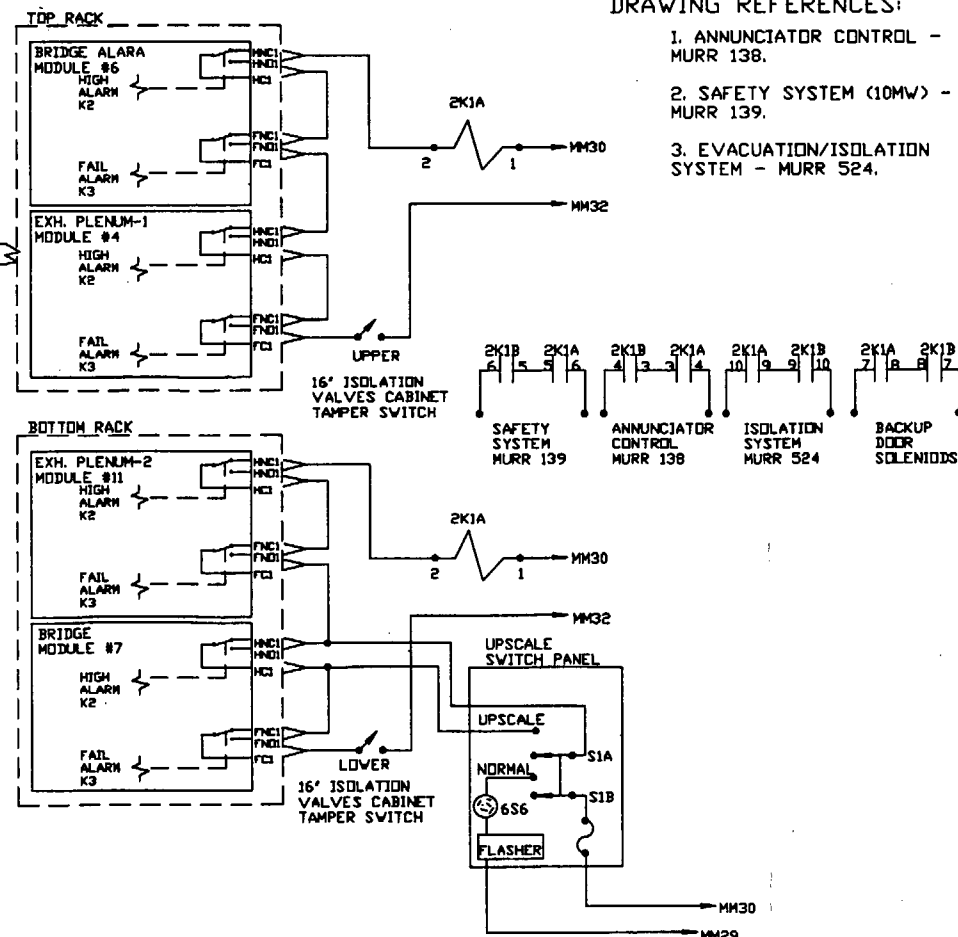 DRAWING REFERENCES:
1. ANNUNCIATOR CONTROL -
MURR 138.
2. SAFETY SYSTEM (10MW) -
MURR 139.
3. EVACUATION/ISOLATION
SYSTEM - MURR 524.
TOP RACK
BRIDGE ALARA
MODULE #6
HIGH
ALARM
K2
HNC1
HNO1
HC1
FAIL
ALARM
K3
FNC1
FNO1
FC1
2K1A
2
1
MM30
MM32
EXH. PLENUM-1
MODULE #4
HIGH
ALARM
K2
HNC1
HNO1
HC1
FAIL
ALARM
K3
FNC1
FNO1
FC1
UPPER
16" ISOLATION
VALVES CABINET
TAMPER SWITCH
2K1B 2K1A
6 5 5 6
SAFETY
SYSTEM
MURR 139
2K1B 2K1A
4 3 3 4
ANNUNCIATOR
CONTROL
MURR 138
2K1A 2K1B
10 9 9 10
ISOLATION
SYSTEM
MURR 524
2K1A 2K1B
7 8 8 7
BACKUP
DOOR
SOLENIODS
BOTTOM RACK
EXH. PLENUM-2
MODULE #11
HIGH
ALARM
K2
HNC1
HNO1
HC1
FAIL
ALARM
K3
FNC1
FNO1
FC1
2K1A
2
1
MM30
MM32
BRIDGE
MODULE #7
HIGH
ALARM
K2
HNC1
HNO1
HC1
FAIL
ALARM
K3
FNC1
FNO1
FC1
LOWER
16" ISOLATION
VALVES CABINET
TAMPER SWITCH
UPSCALE
SWITCH PANEL
UPSCALE
S1A
NORMAL
S1B
6S6
FLASHER
MM30
MM29